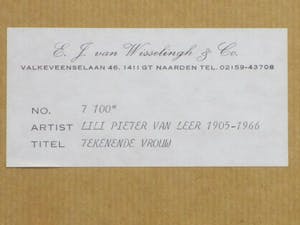 E. J. van Wisselingh & Co.
VALKEVEENSELAAN 46, 1411 GT NAARDEN TEL. 02159-43708
NO. 7 100*
ARTIST LILI PIETER VAN LEER 1905-1966
TITEL TEKENENDE VROUW